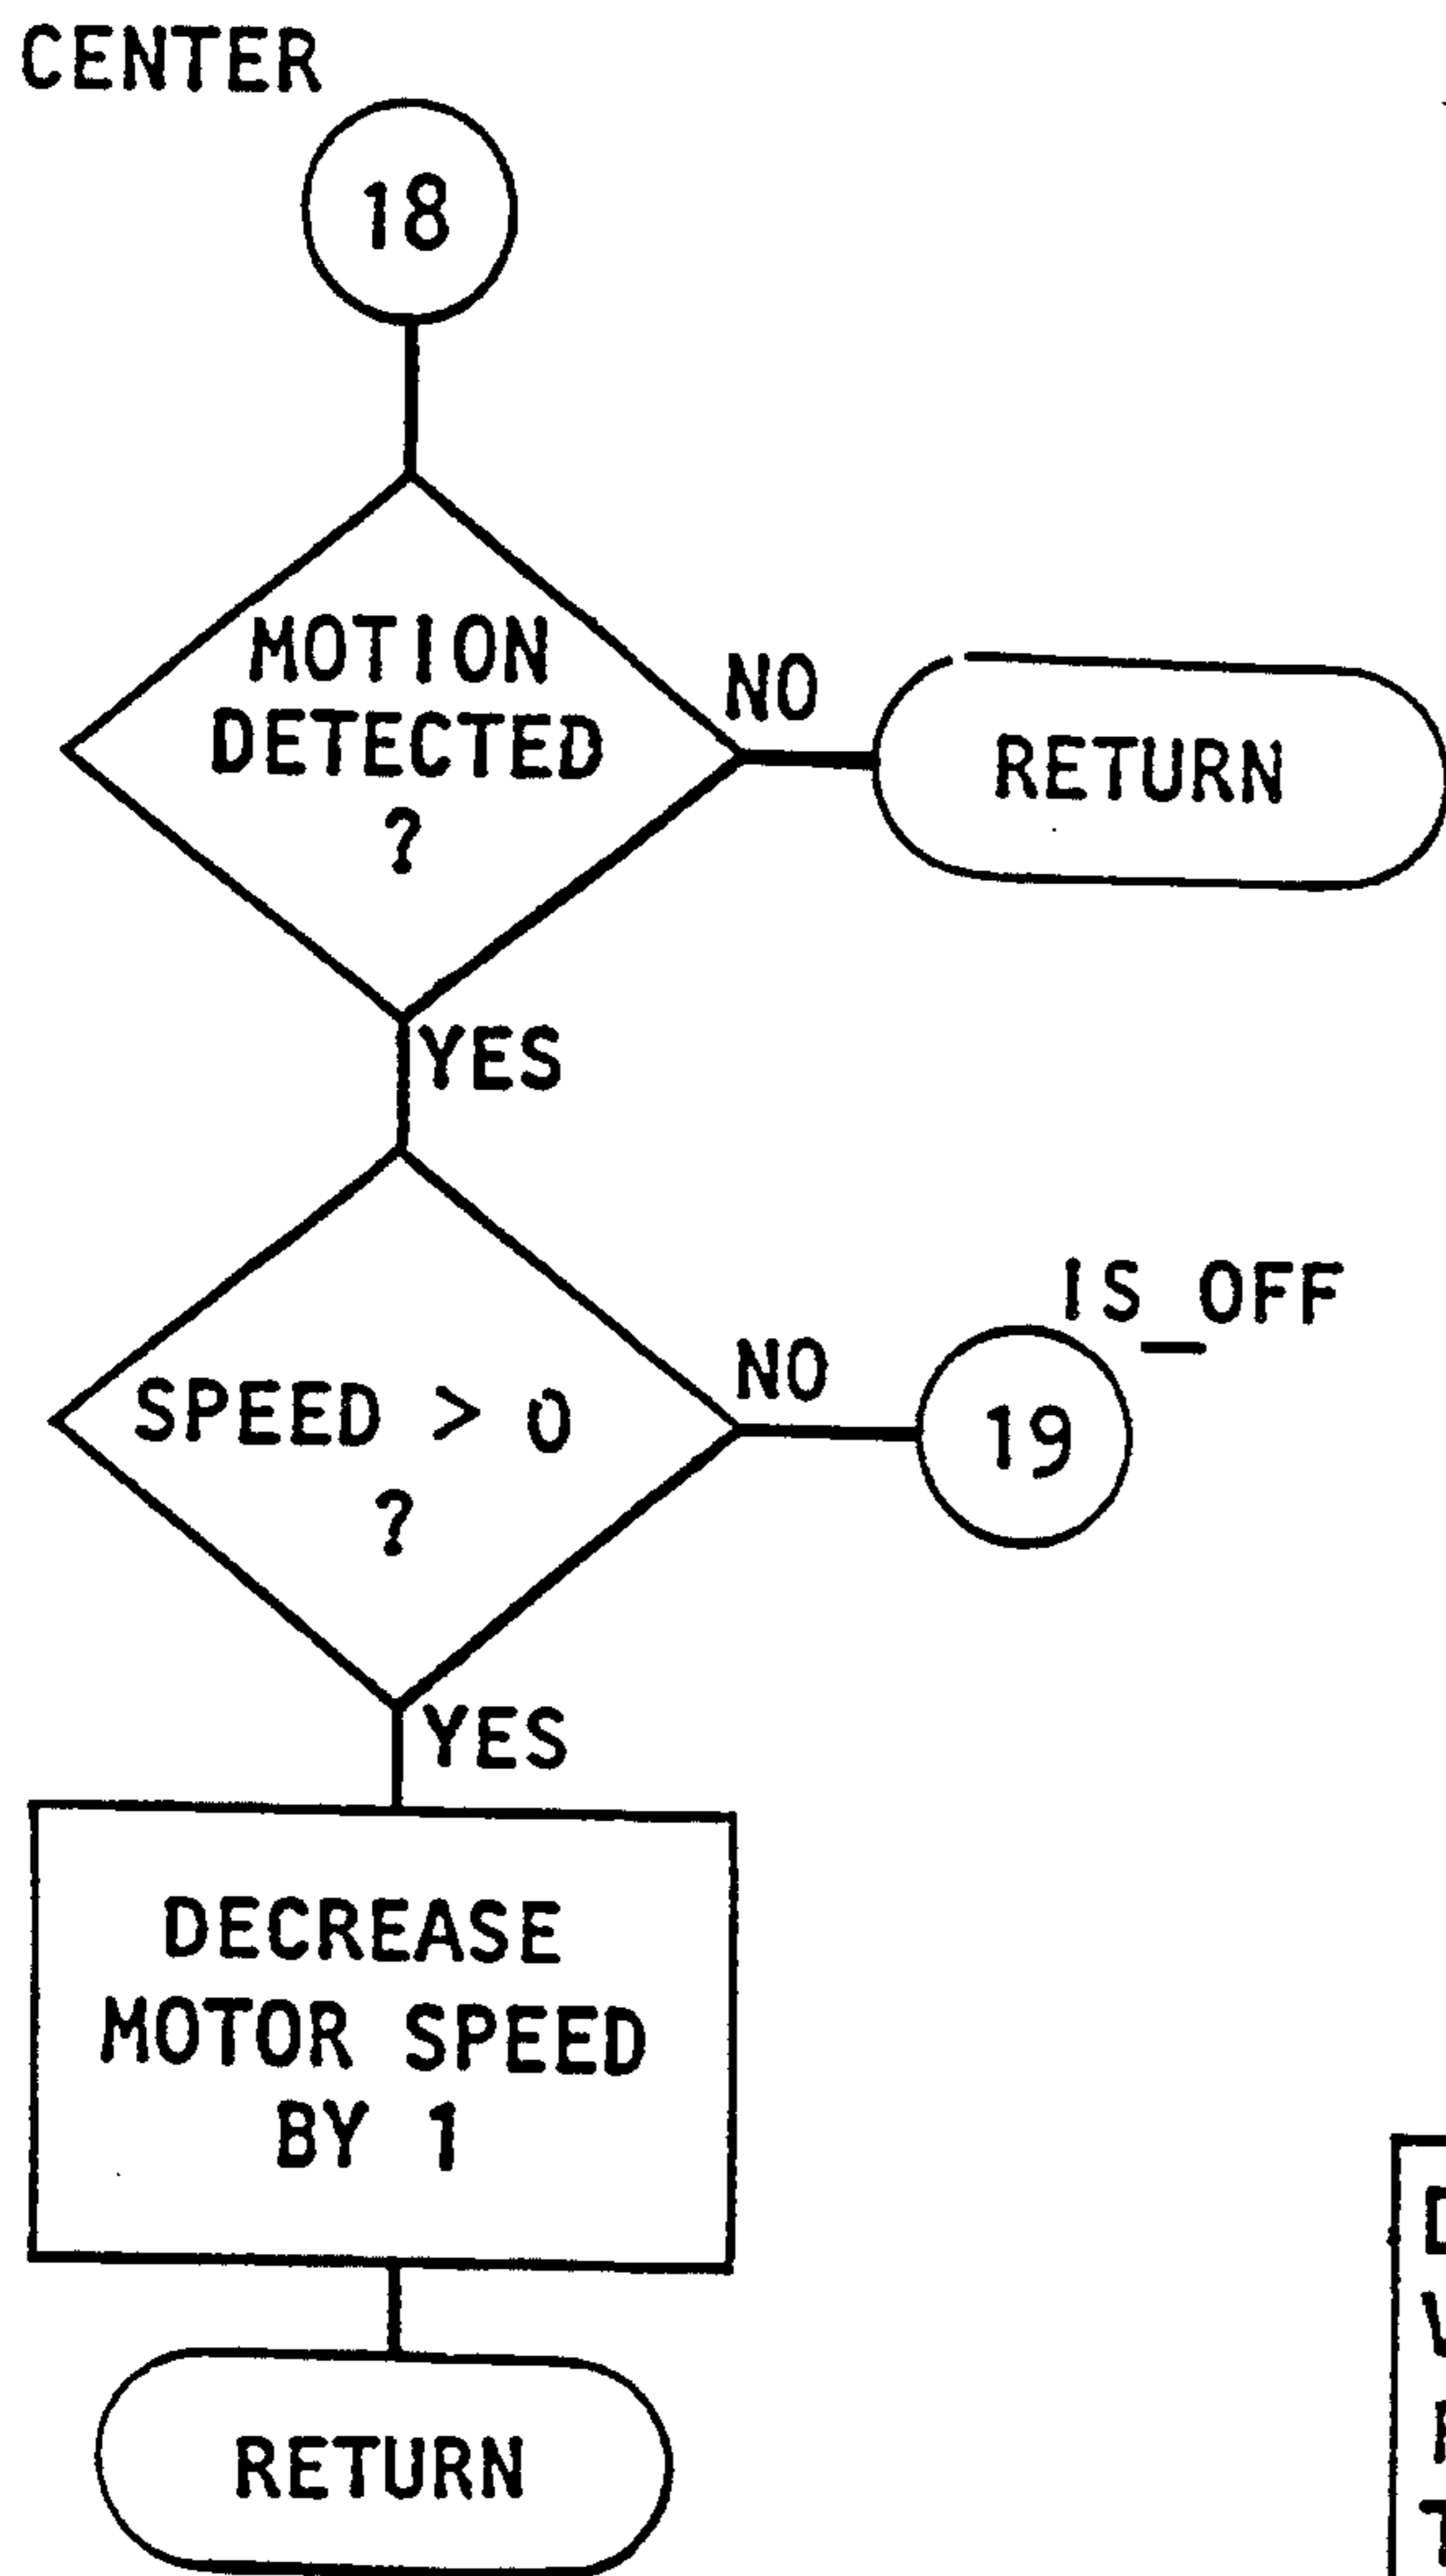 CENTER
18
MOTION
DETECTED
?
NO
RETURN
YES
IS_OFF
SPEED > 0
?
NO
19
YES
DECREASE
MOTOR SPEED
BY 1
RETURN